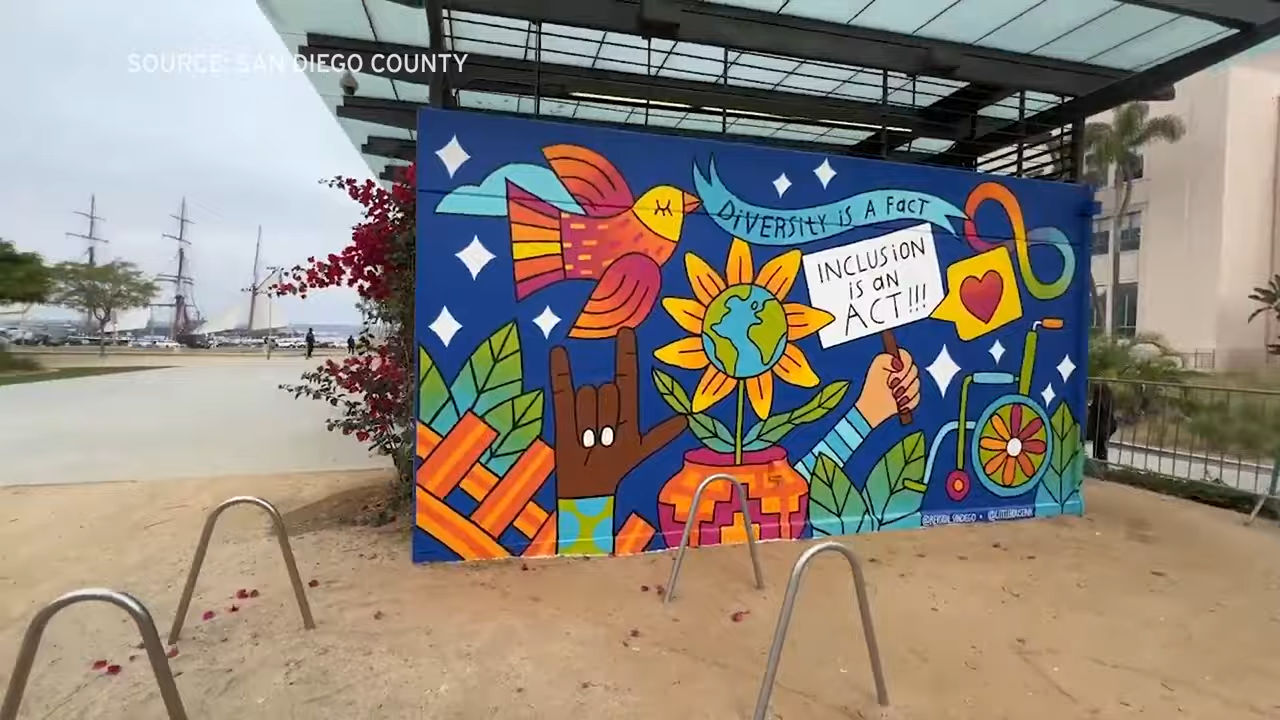 SOURCE: SAN DIEGO COUNTY
DiVERSiTY iS A FACT
INCLUSiON
iS aN
ACT!!!